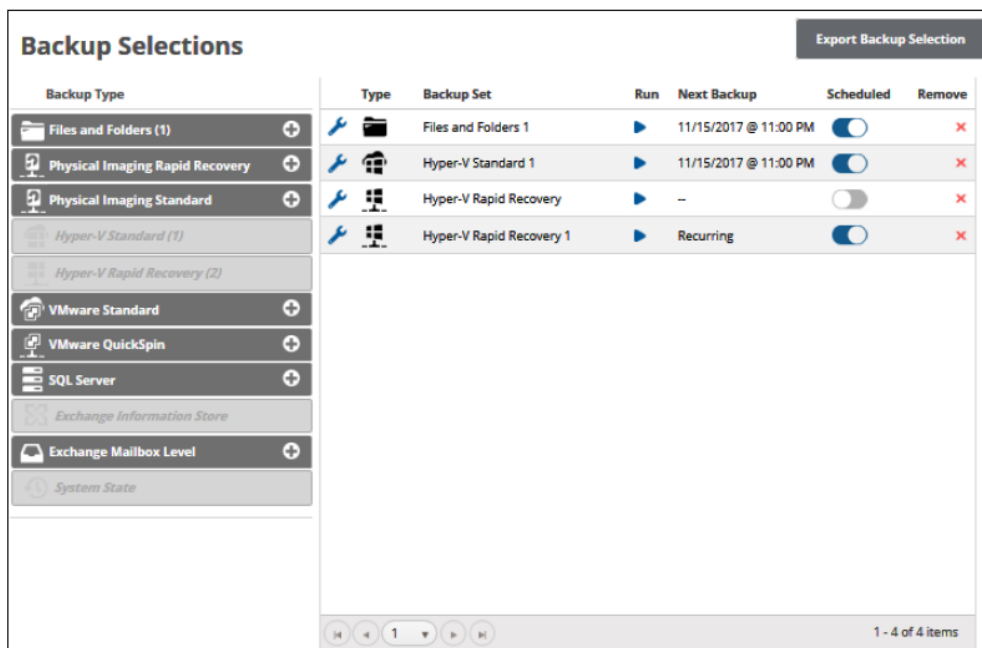 Backup Selections
Export Backup Selection
Backup Type
Files and Folders (1)
Physical Imaging Rapid Recovery
Physical Imaging Standard
Hyper-V Standard (1)
Hyper-V Rapid Recovery (2)
VMware Standard
VMware QuickSpin
SQL Server
Exchange Information Store
Exchange Mailbox Level
System State
Type Backup Set Run Next Backup Scheduled Remove
Files and Folders 1 11/15/2017 @ 11:00 PM
Hyper-V Standard 1 11/15/2017 @ 11:00 PM
Hyper-V Rapid Recovery --
Hyper-V Rapid Recovery 1 Recurring
1
1 - 4 of 4 items